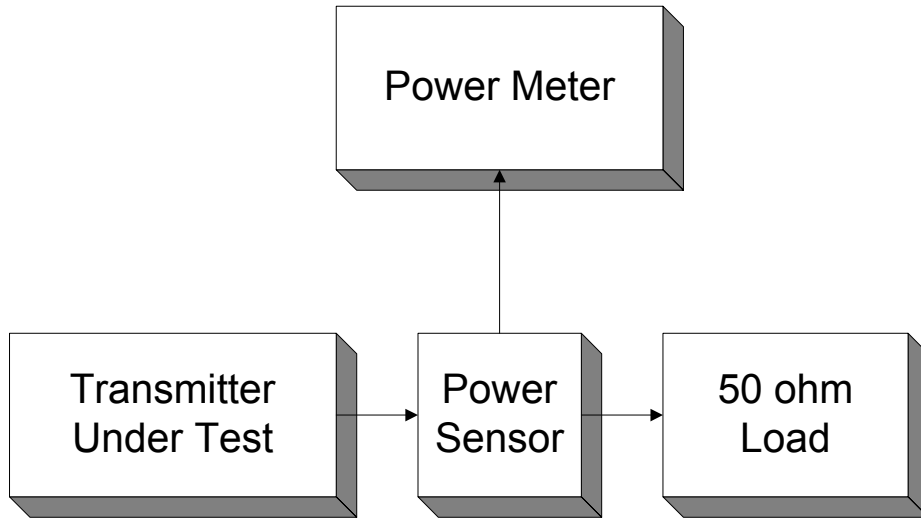 Power Meter
Transmitter
Under Test
Power
Sensor
50 ohm
Load